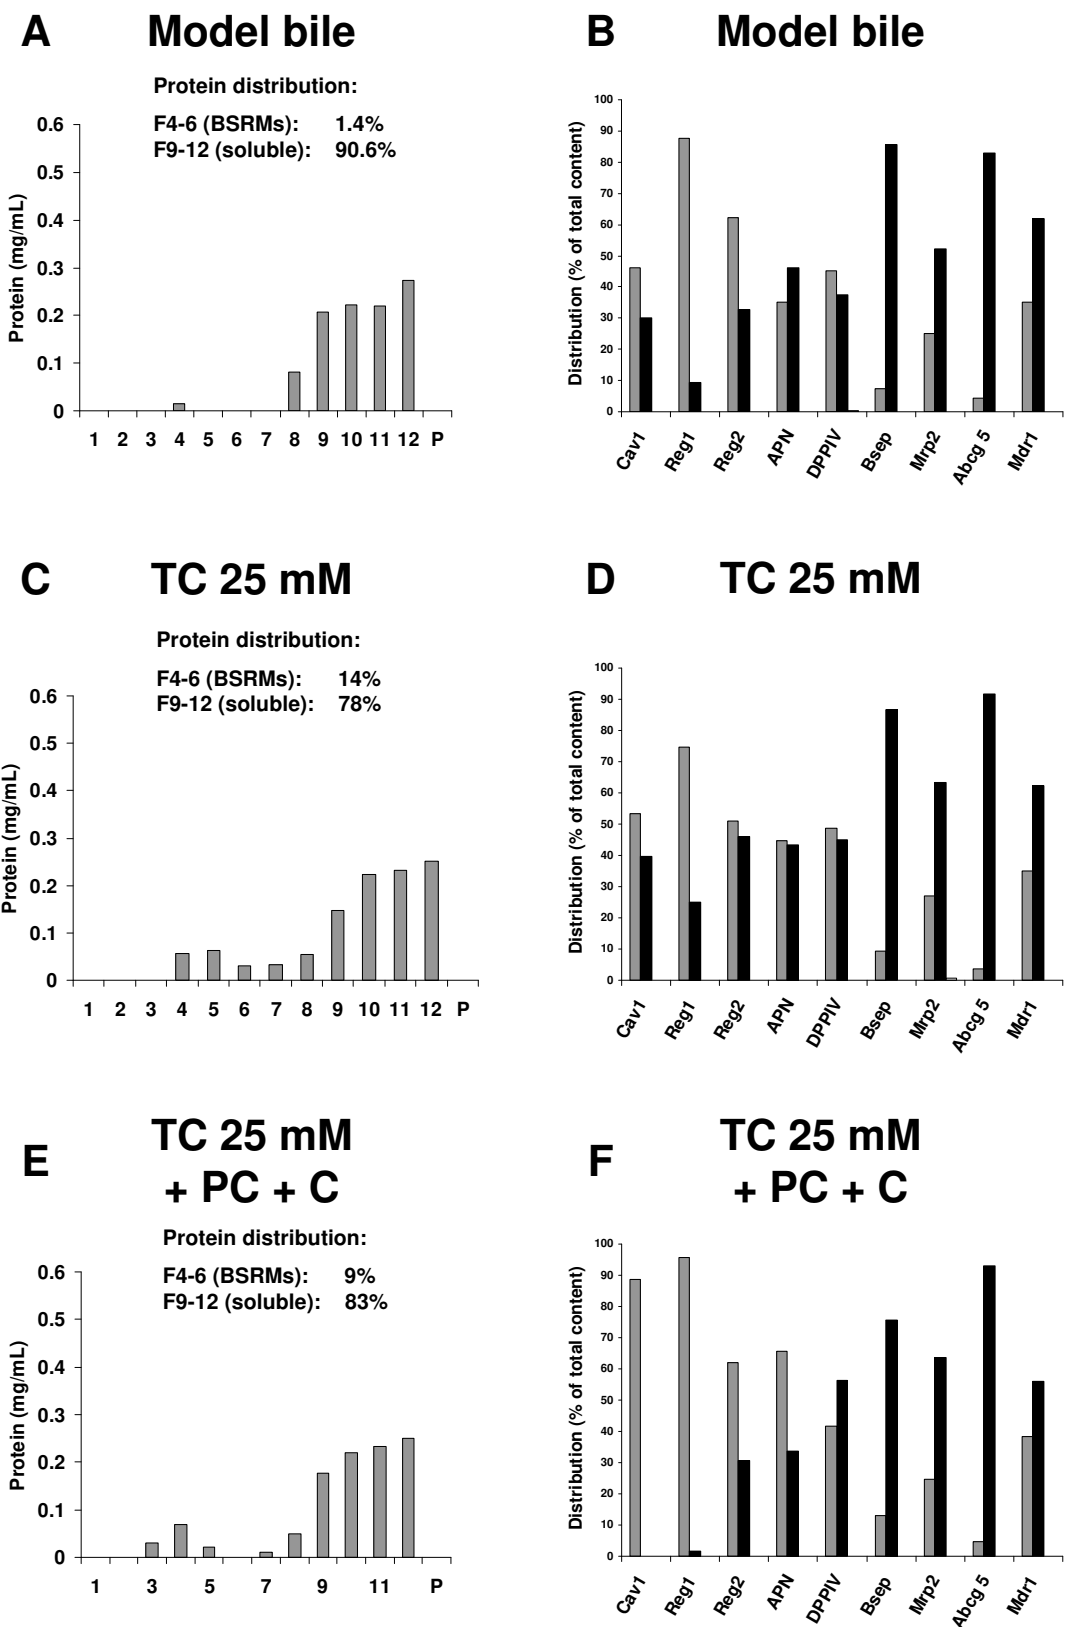 A Model bile
Protein distribution:
F4-6 (BSRMs): 1.4%
F9-12 (soluble): 90.6%
Protein (mg/mL)
0.6
0.5
0.4
0.3
0.2
0.1
0
1 2 3 4 5 6 7 8 9 10 11 12 P
B Model bile
Distribution (% of total content)
100
90
80
70
60
50
40
30
20
10
0
Cav1 Reg1 Reg2 APN DPPIV Bsep Mrp2 Abcg 5 Mdr1
C TC 25 mM
Protein distribution:
F4-6 (BSRMs): 14%
F9-12 (soluble): 78%
Protein (mg/mL)
0.6
0.5
0.4
0.3
0.2
0.1
0
1 2 3 4 5 6 7 8 9 10 11 12 P
D TC 25 mM
Distribution (% of total content)
100
90
80
70
60
50
40
30
20
10
0
Cav1 Reg1 Reg2 APN DPPIV Bsep Mrp2 Abcg 5 Mdr1
E TC 25 mM
+ PC + C
Protein distribution:
F4-6 (BSRMs): 9%
F9-12 (soluble): 83%
Protein (mg/mL)
0.6
0.5
0.4
0.3
0.2
0.1
0
1 3 5 7 9 11 P
F TC 25 mM
+ PC + C
Distribution (% of total content)
100
90
80
70
60
50
40
30
20
10
0
Cav1 Reg1 Reg2 APN DPPIV Bsep Mrp2 Abcg 5 Mdr1